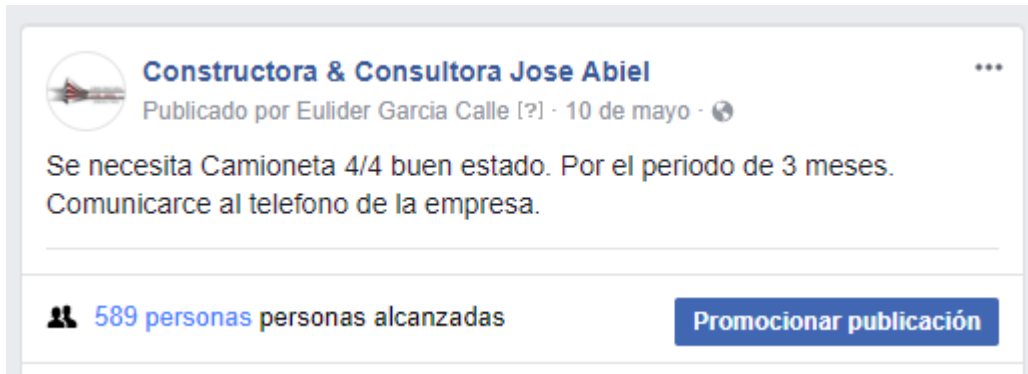 Constructora & Consultora Jose Abiel
Publicado por Eulider Garcia Calle [?] · 10 de mayo ·
Se necesita Camioneta 4/4 buen estado. Por el periodo de 3 meses.
Comunicarce al telefono de la empresa.
589 personas personas alcanzadas
Promocionar publicación